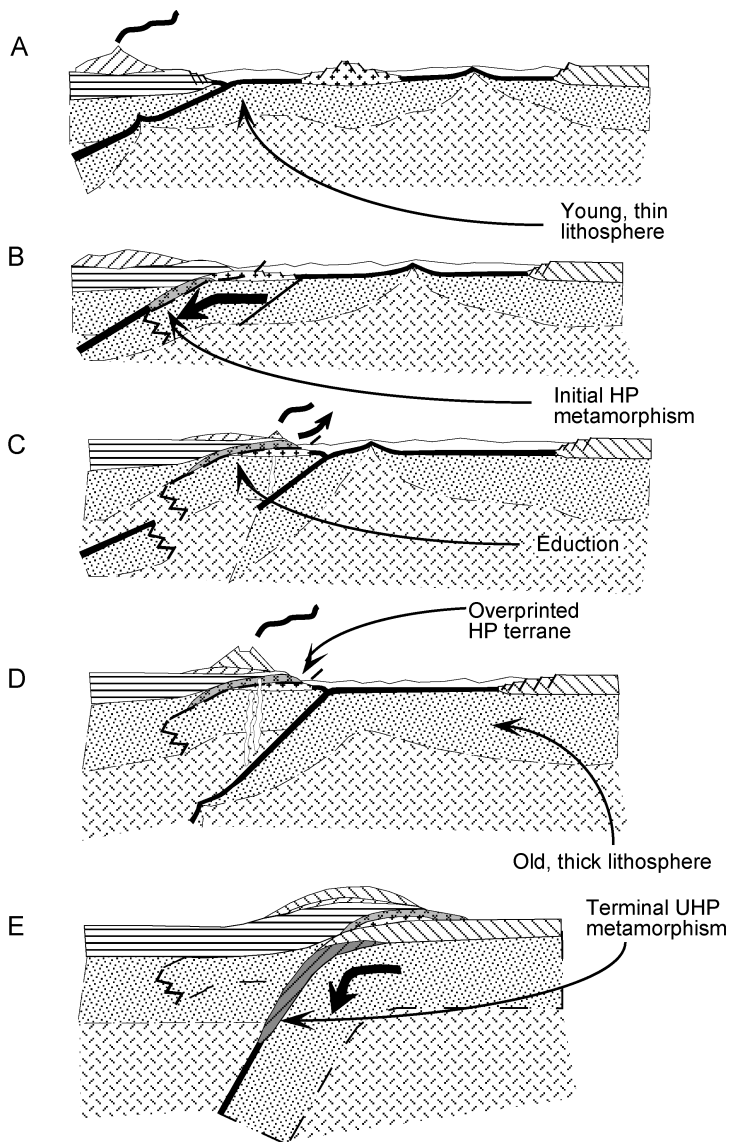 A
Young, thin
lithosphere
B
Initial HP
metamorphism
C
Eduction
Overprinted
HP terrane
D
Old, thick lithosphere
E
Terminal UHP
metamorphism